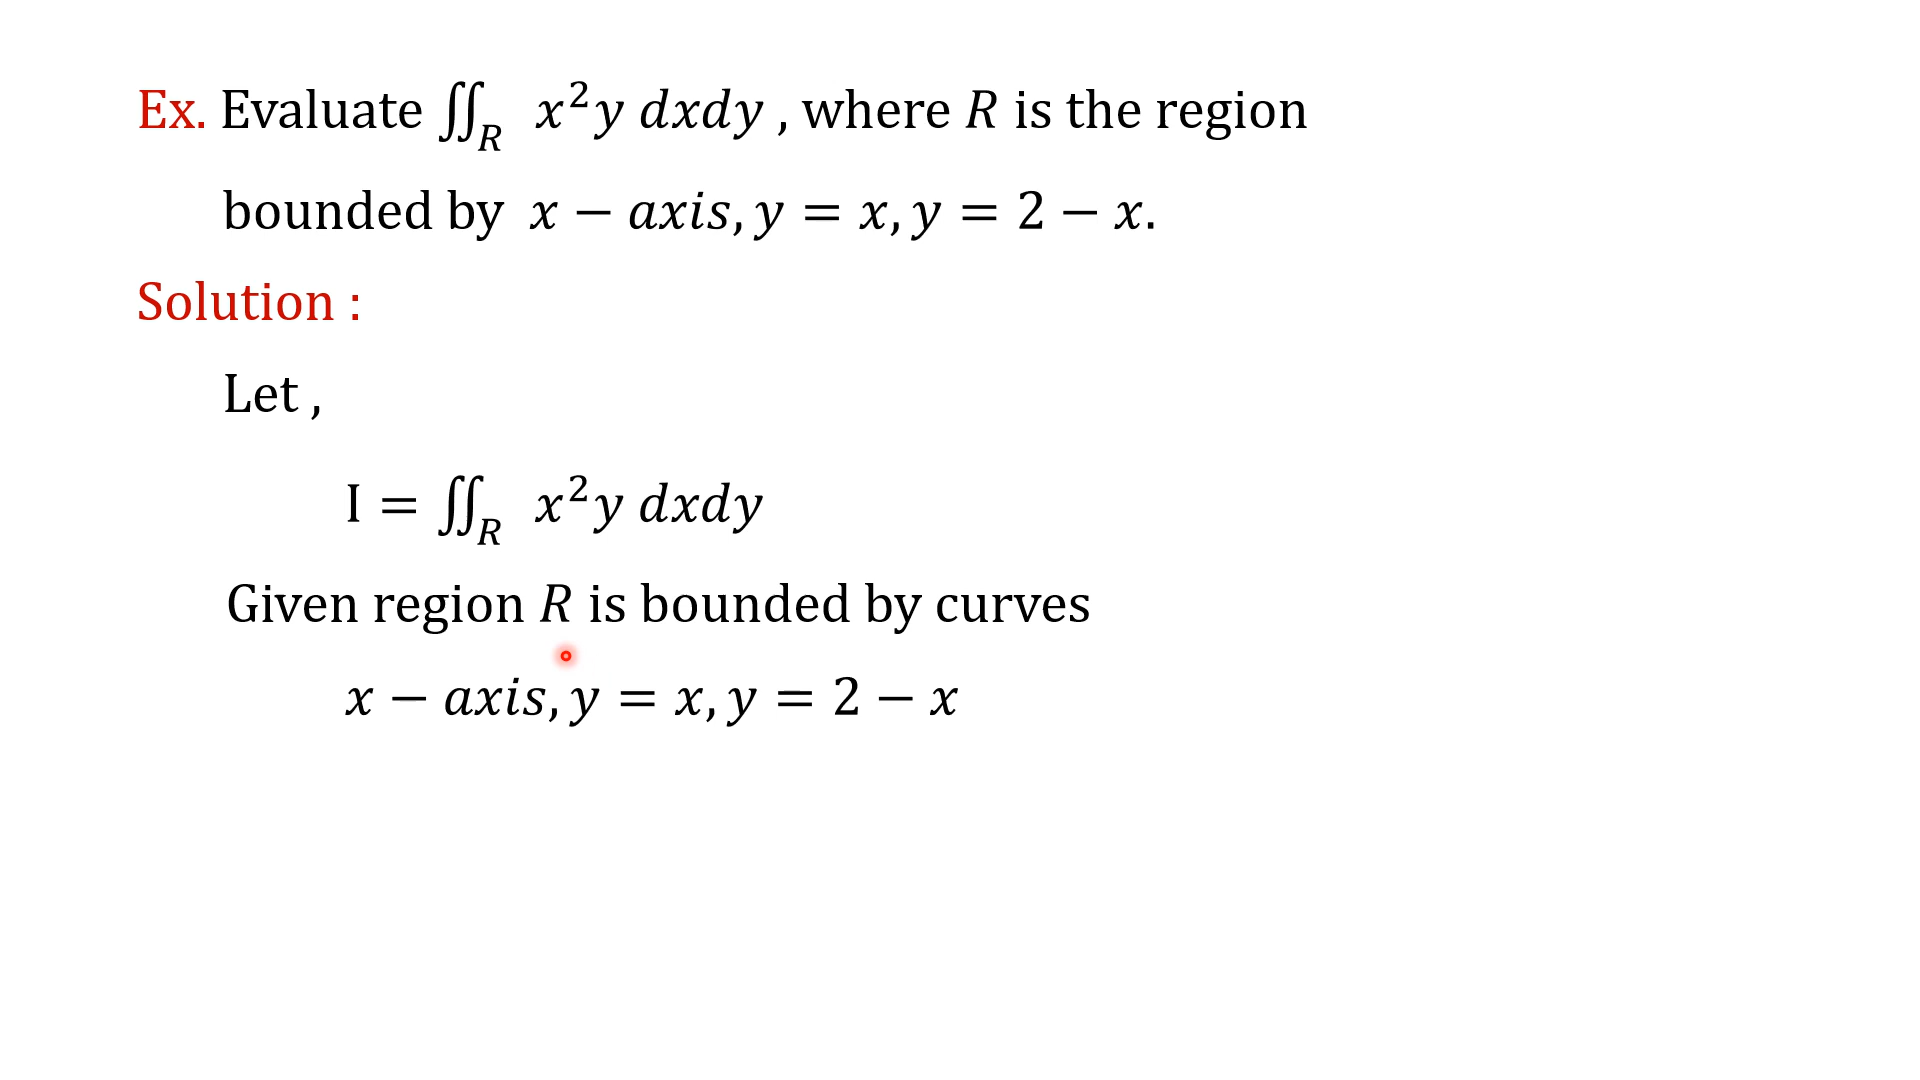 Ex. Evaluate ∬_R x²y dxdy , where R is the region
bounded by x − axis, y = x, y = 2 − x.
Solution :
Let ,
I = ∬_R x²y dxdy
Given region R is bounded by curves
x − axis, y = x, y = 2 − x